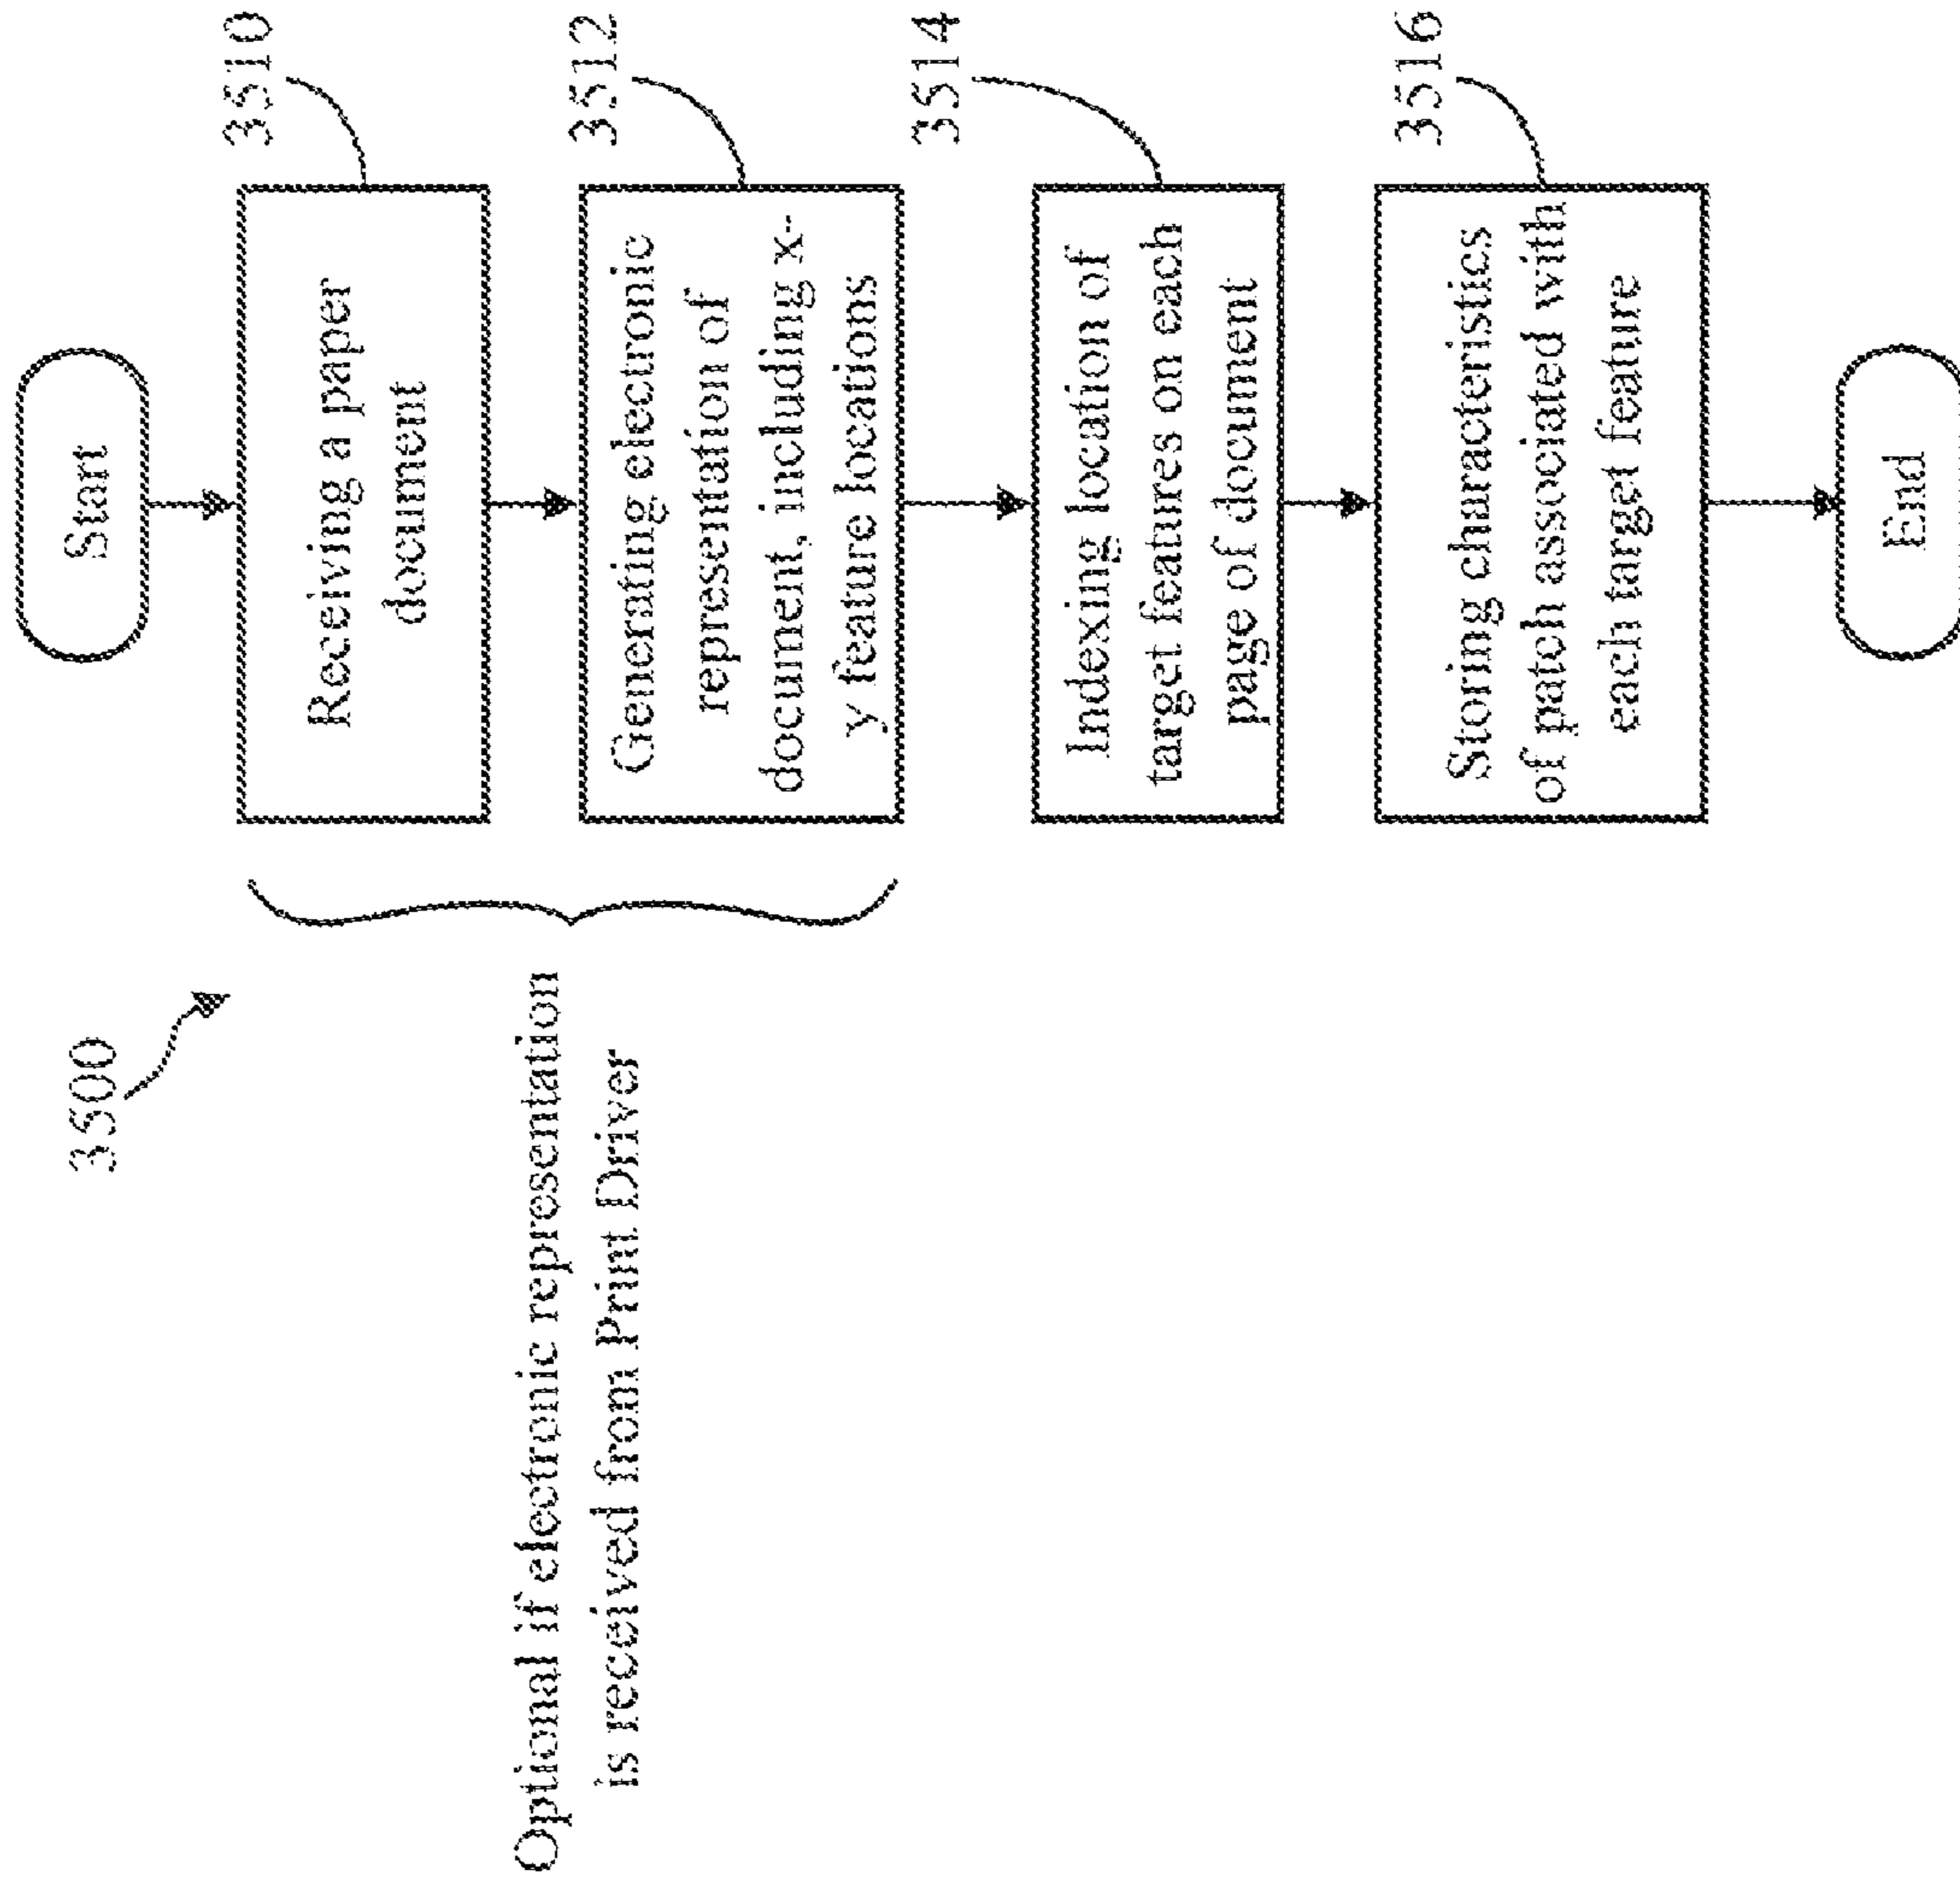 3500
Start
Receiving a paper
document
3510
Generating electronic
representation of
document, including x-
y feature locations
3512
Optional if electronic representation
is received from Print Driver
Indexing location of
target features on each
page of document
3514
Storing characteristics
of patch associated with
each target feature
3516
End